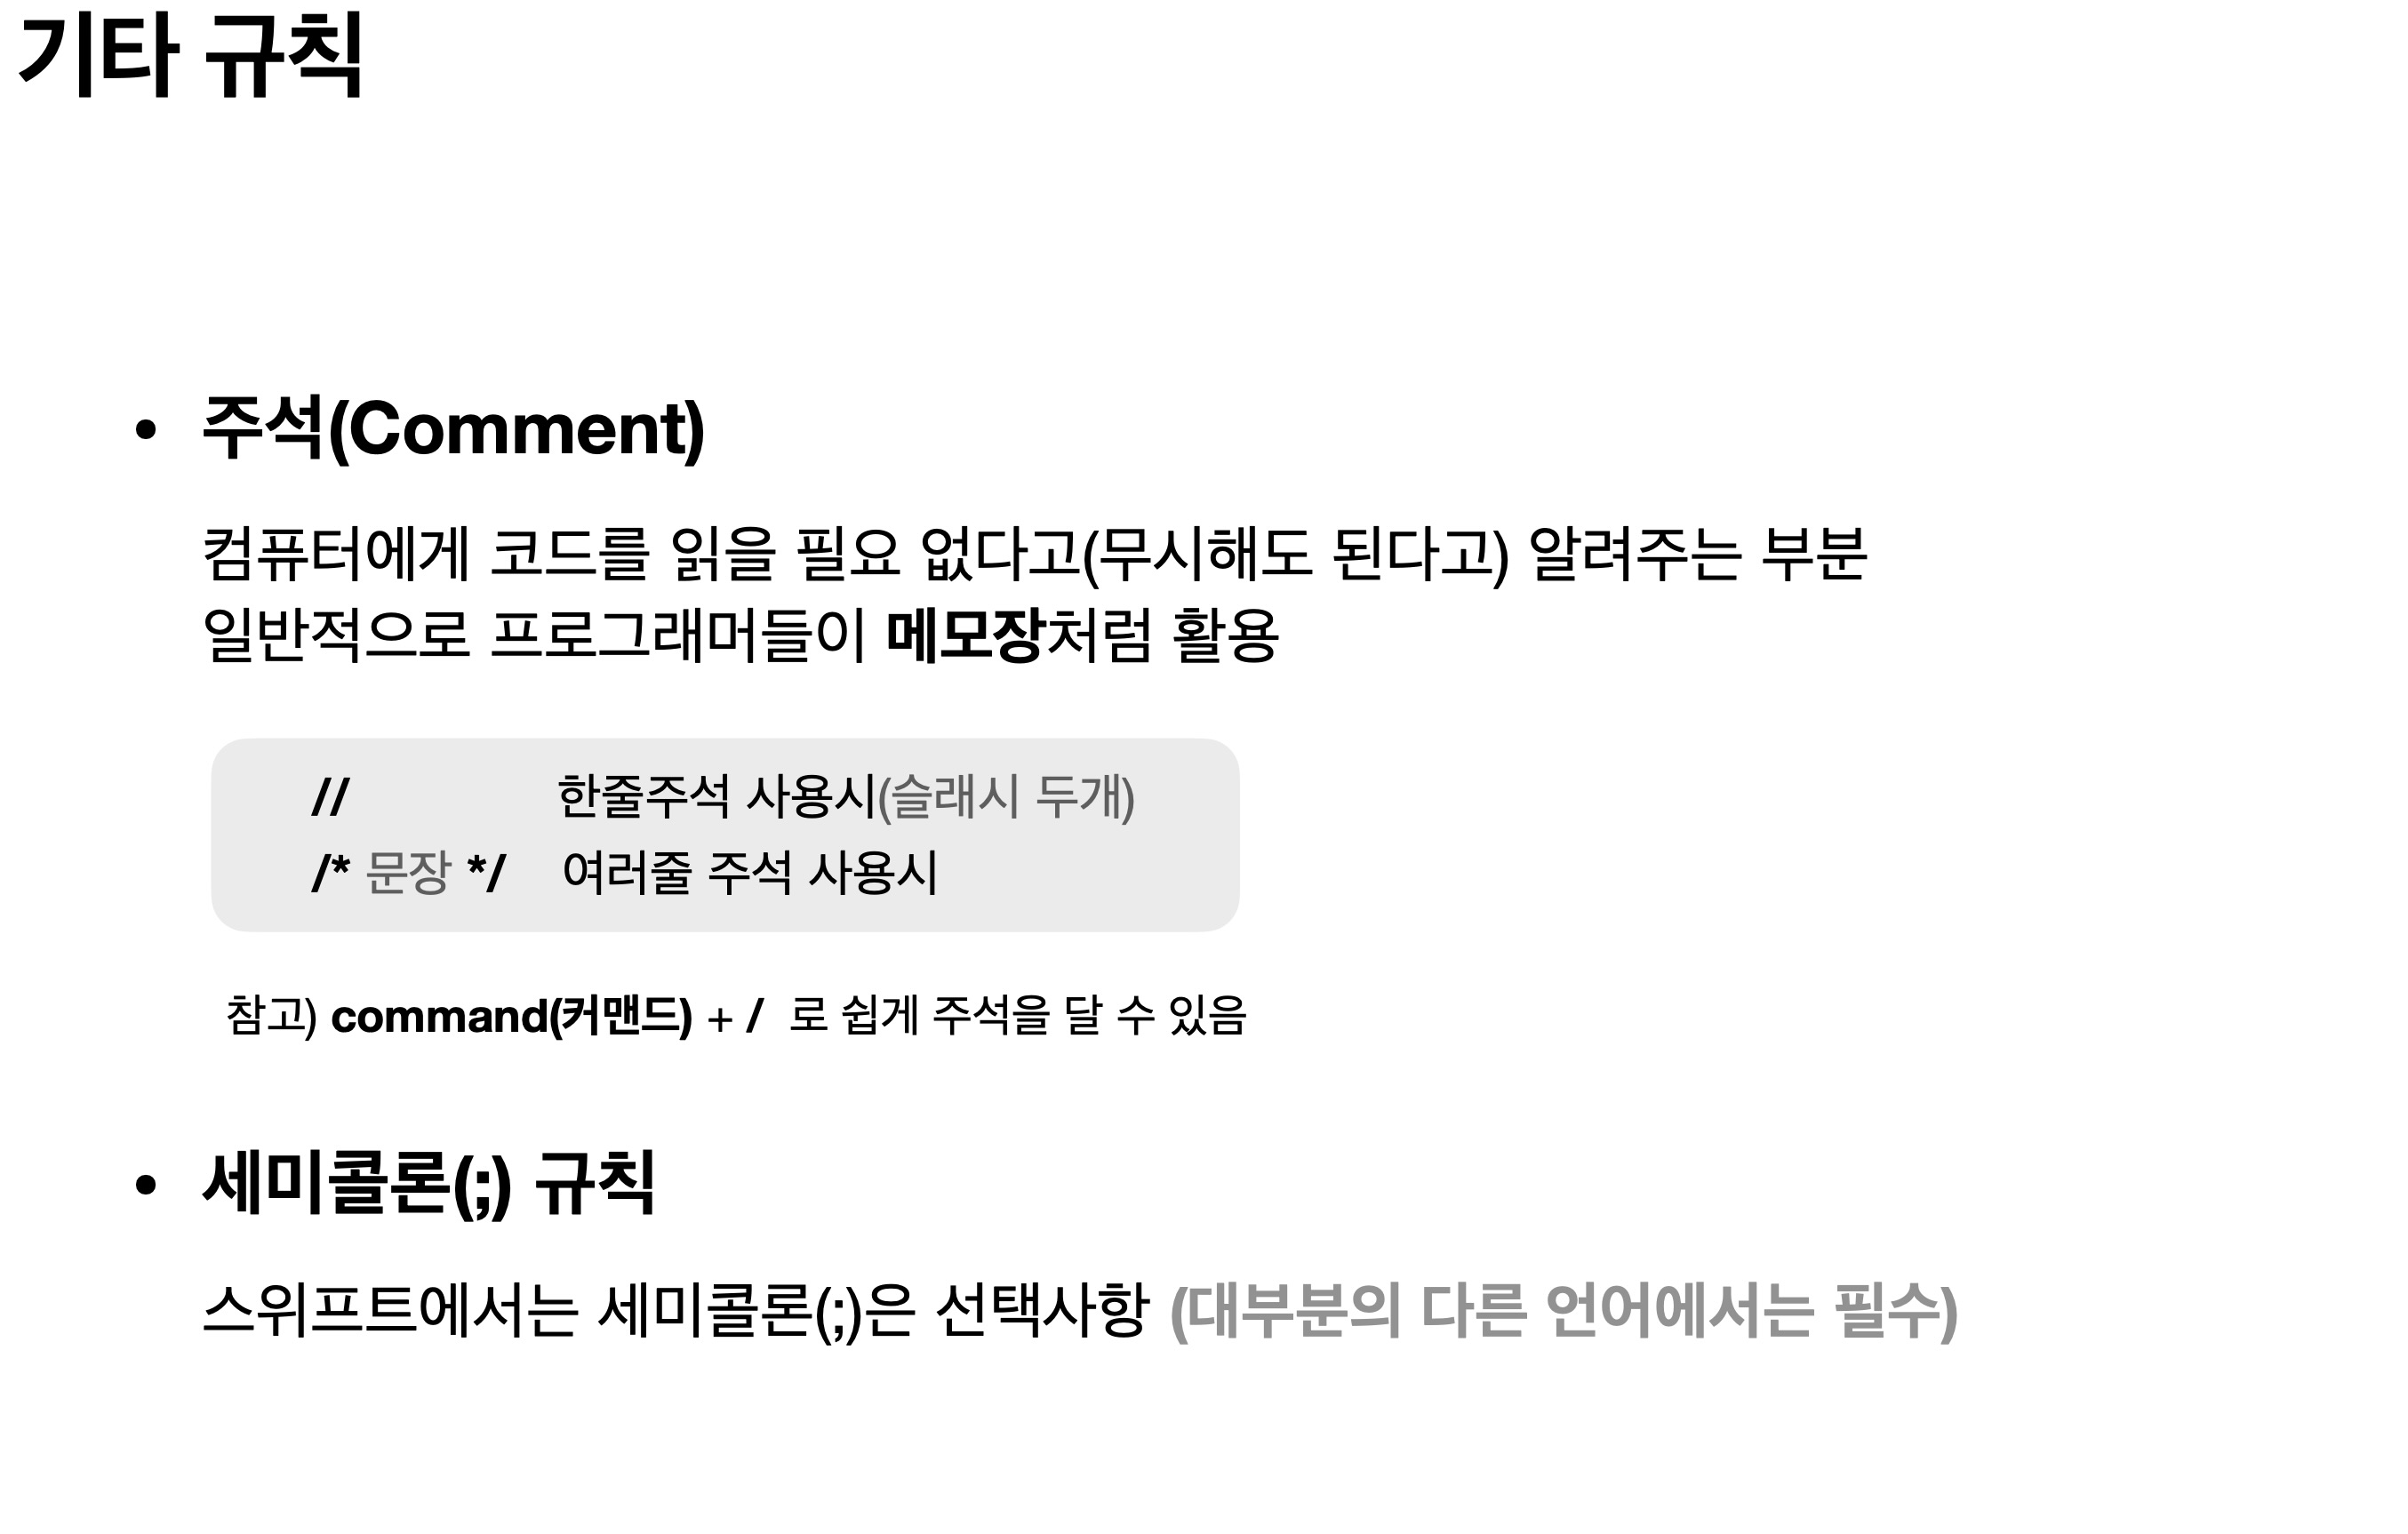 기타 규칙
• 주석(Comment)
컴퓨터에게 코드를 읽을 필요 없다고(무시해도 된다고) 알려주는 부분
일반적으로 프로그래머들이 메모장처럼 활용
// 한줄주석 사용시(슬래시 두개)
/* 문장 */ 여러줄 주석 사용시
참고) command(커맨드) + / 로 쉽게 주석을 달 수 있음
• 세미콜론(;) 규칙
스위프트에서는 세미콜론(;)은 선택사항 (대부분의 다른 언에에서는 필수)